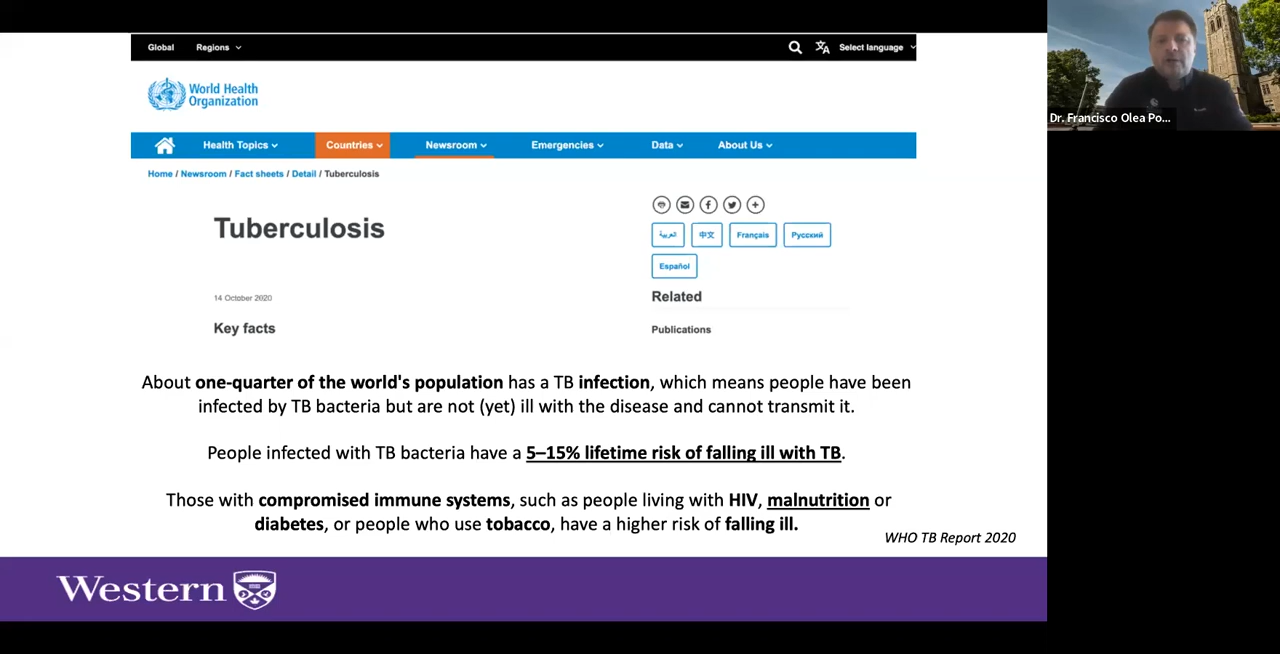 Global Regions Select language
World Health
Organization
Health Topics Countries Newsroom Emergencies Data About Us
Home / Newsroom / Fact sheets / Detail / Tuberculosis
Tuberculosis
العربية 中文 Français Русский
Español
14 October 2020
Related
Key facts
Publications
About one-quarter of the world's population has a TB infection, which means people have been
infected by TB bacteria but are not (yet) ill with the disease and cannot transmit it.
People infected with TB bacteria have a 5–15% lifetime risk of falling ill with TB.
Those with compromised immune systems, such as people living with HIV, malnutrition or
diabetes, or people who use tobacco, have a higher risk of falling ill.
WHO TB Report 2020
Western
Dr. Francisco Olea Po...